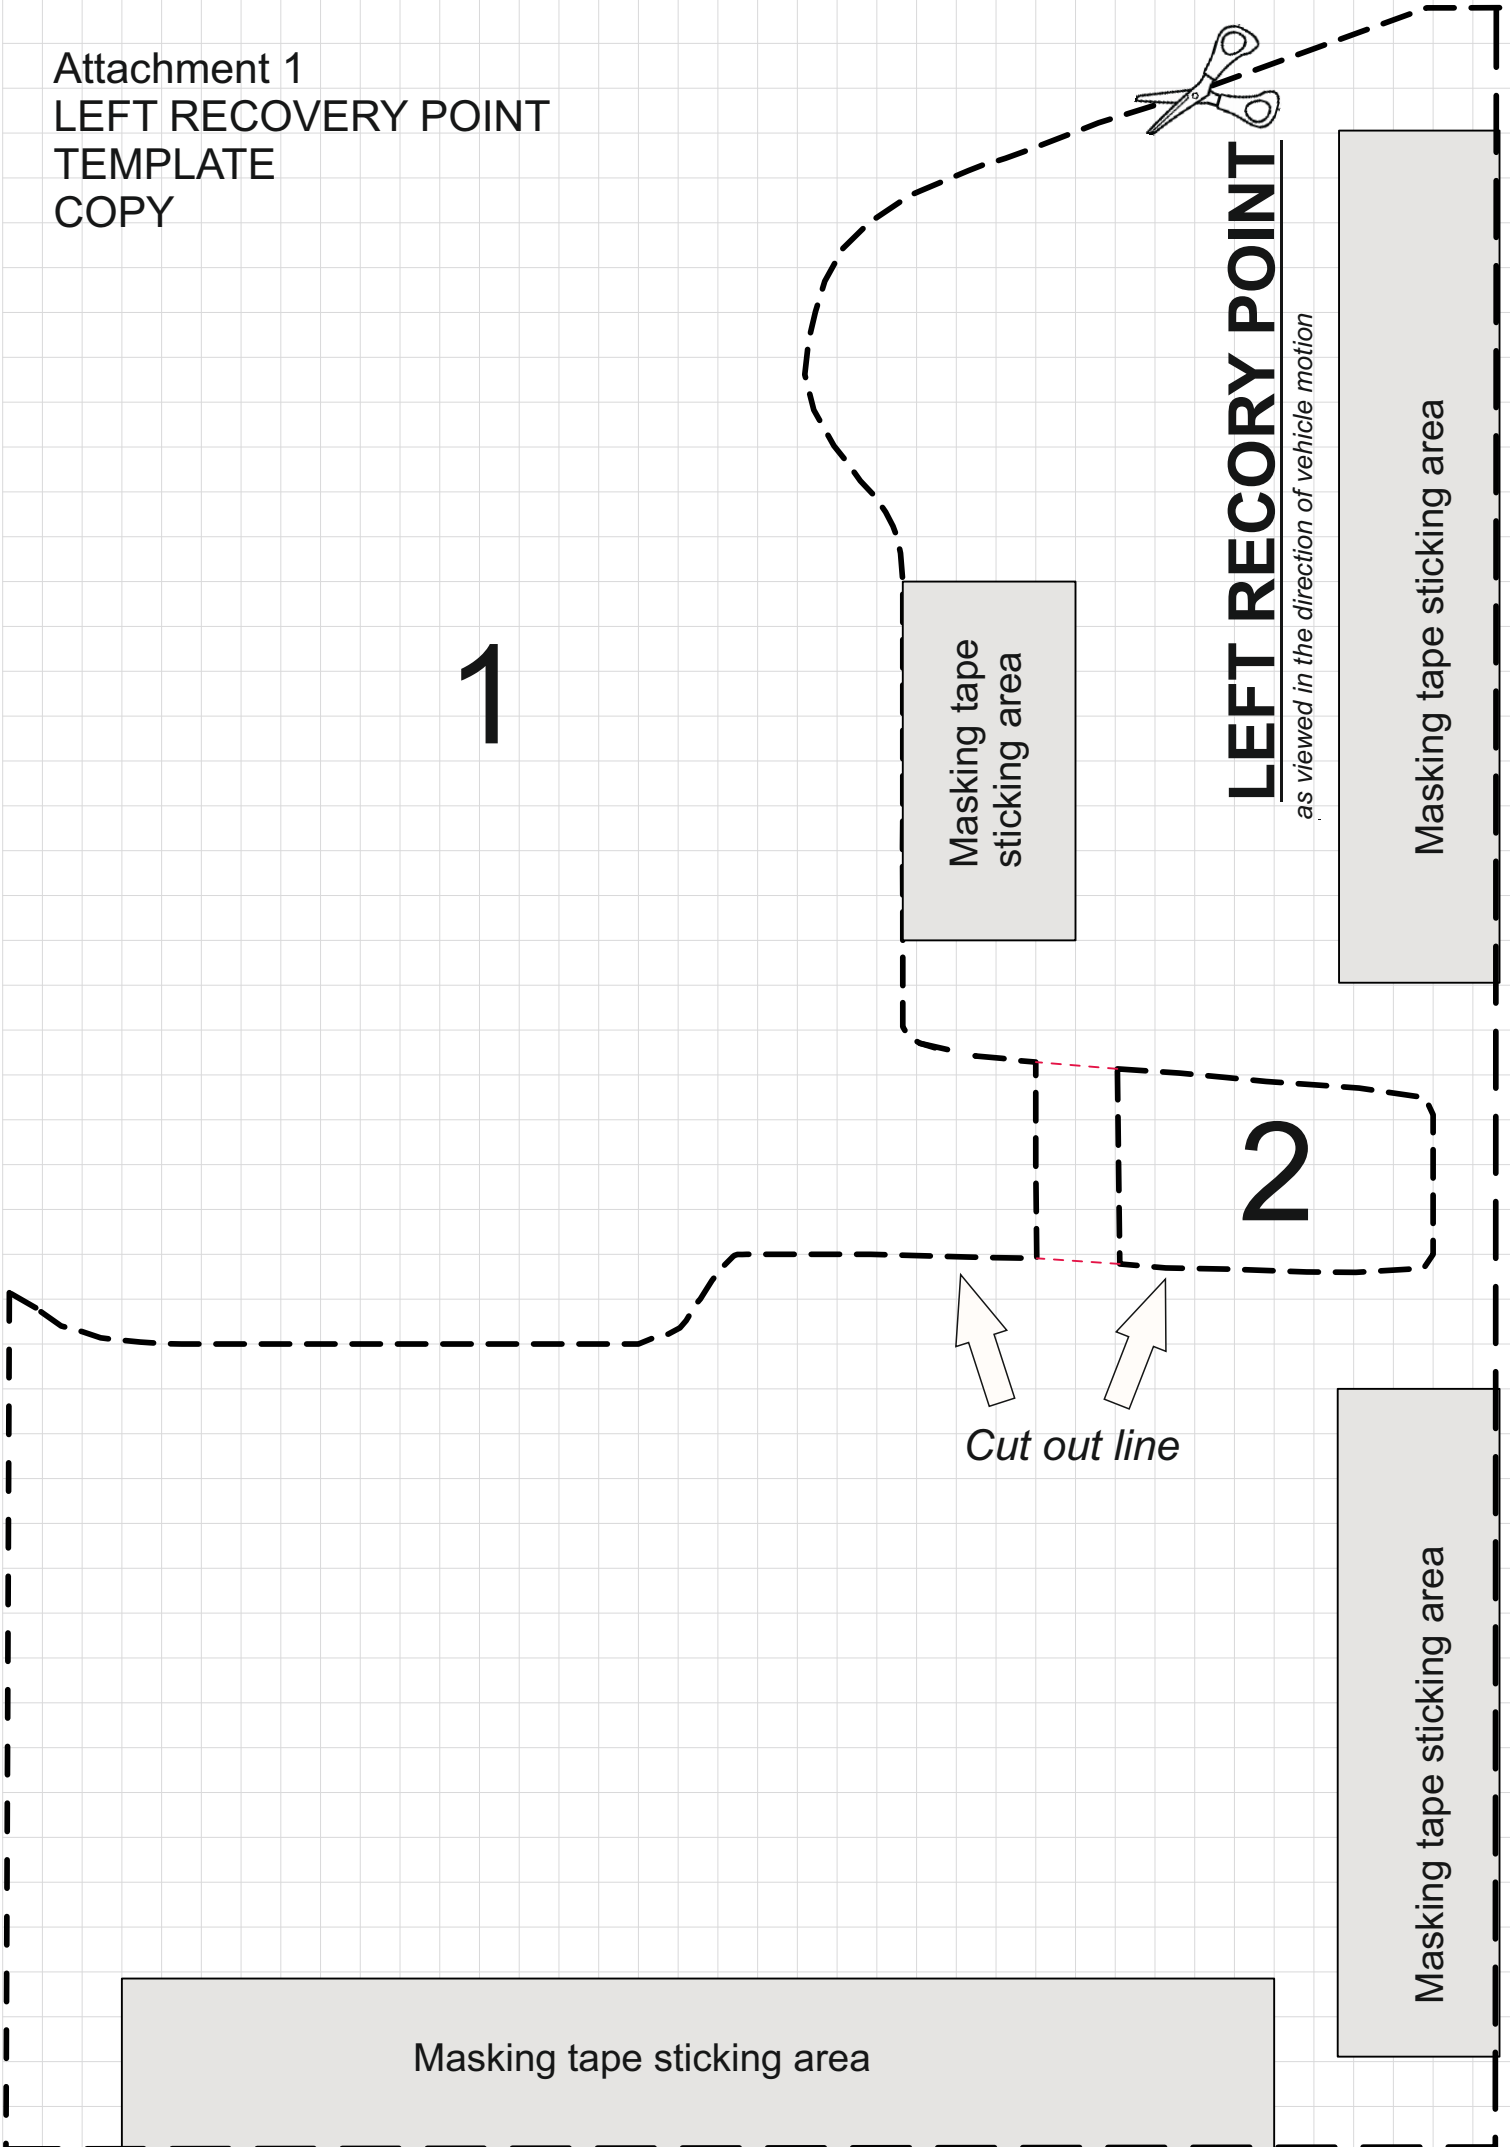 Attachment 1
LEFT RECOVERY POINT
TEMPLATE
COPY
LEFT RECORY POINT
as viewed in the direction of vehicle motion
Masking tape sticking area
1
Masking tape
sticking area
2
Cut out line
Masking tape sticking area
Masking tape sticking area